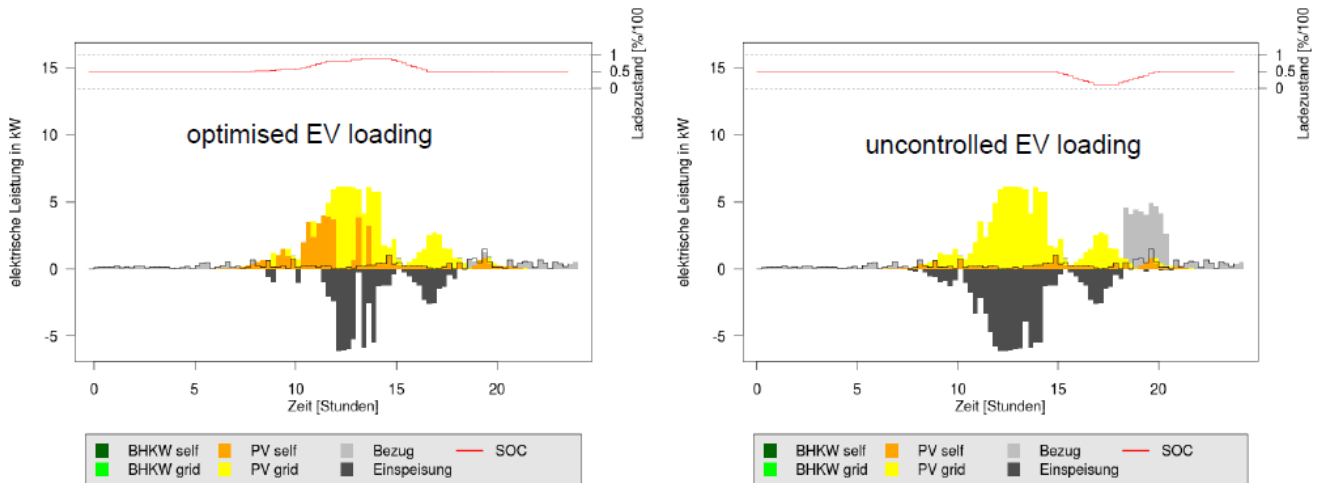 optimised EV loading
elektrische Leistung in kW
15
10
5
0
-5
1
0.5
0
Ladezustand [%/100
0 5 10 15 20
Zeit [Stunden]
BHKW self PV self Bezug SOC
BHKW grid PV grid Einspeisung
uncontrolled EV loading
elektrische Leistung in kW
15
10
5
0
-5
1
0.5
0
Ladezustand [%/100
0 5 10 15 20
Zeit [Stunden]
BHKW self PV self Bezug SOC
BHKW grid PV grid Einspeisung